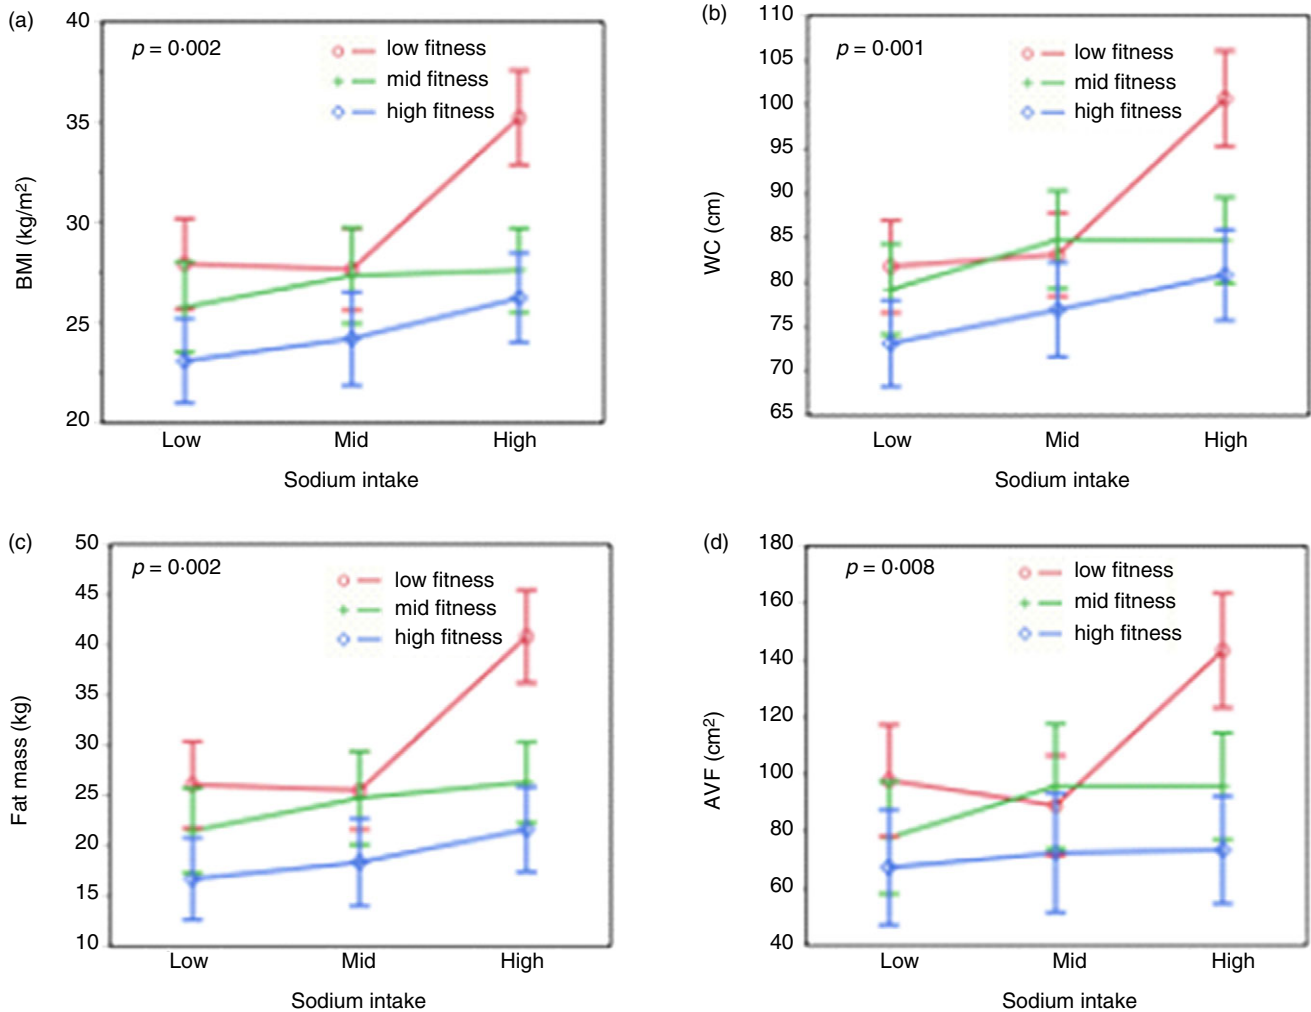 (a)
p = 0·002
low fitness
mid fitness
high fitness
40
35
30
25
20
BMI (kg/m²)
Low Mid High
Sodium intake
(b)
p = 0·001
low fitness
mid fitness
high fitness
110
105
100
95
90
85
80
75
70
65
WC (cm)
Low Mid High
Sodium intake
(c)
p = 0·002
low fitness
mid fitness
high fitness
50
45
40
35
30
25
20
15
10
Fat mass (kg)
Low Mid High
Sodium intake
(d)
p = 0·008
low fitness
mid fitness
high fitness
180
160
140
120
100
80
60
40
AVF (cm²)
Low Mid High
Sodium intake